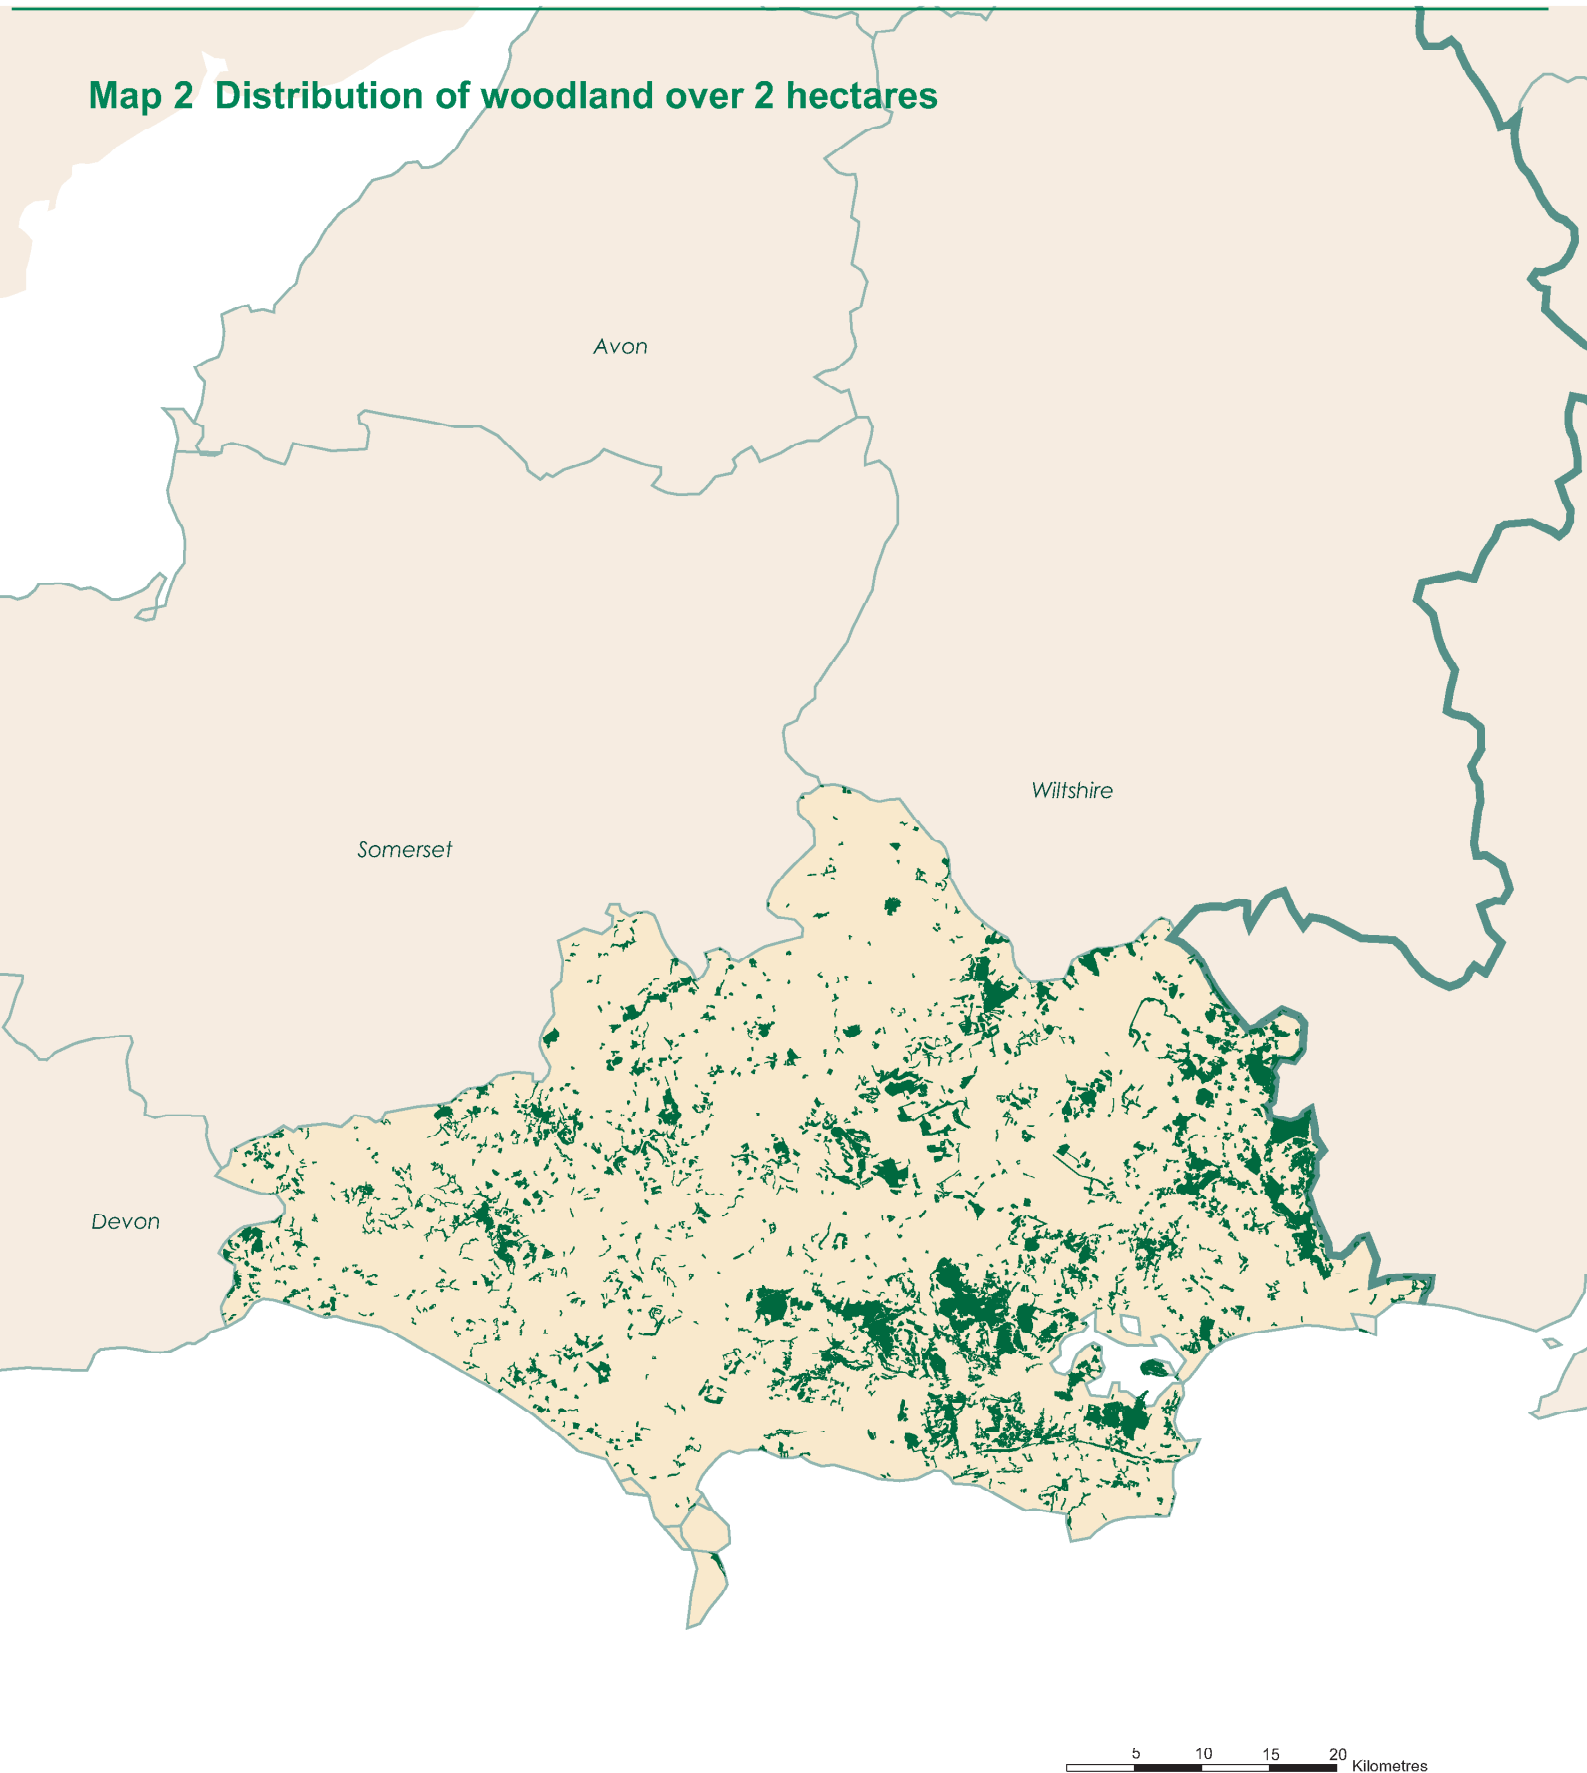 Map 2 Distribution of woodland over 2 hectares
Avon
Wiltshire
Somerset
Devon
5 10 15 20 Kilometres